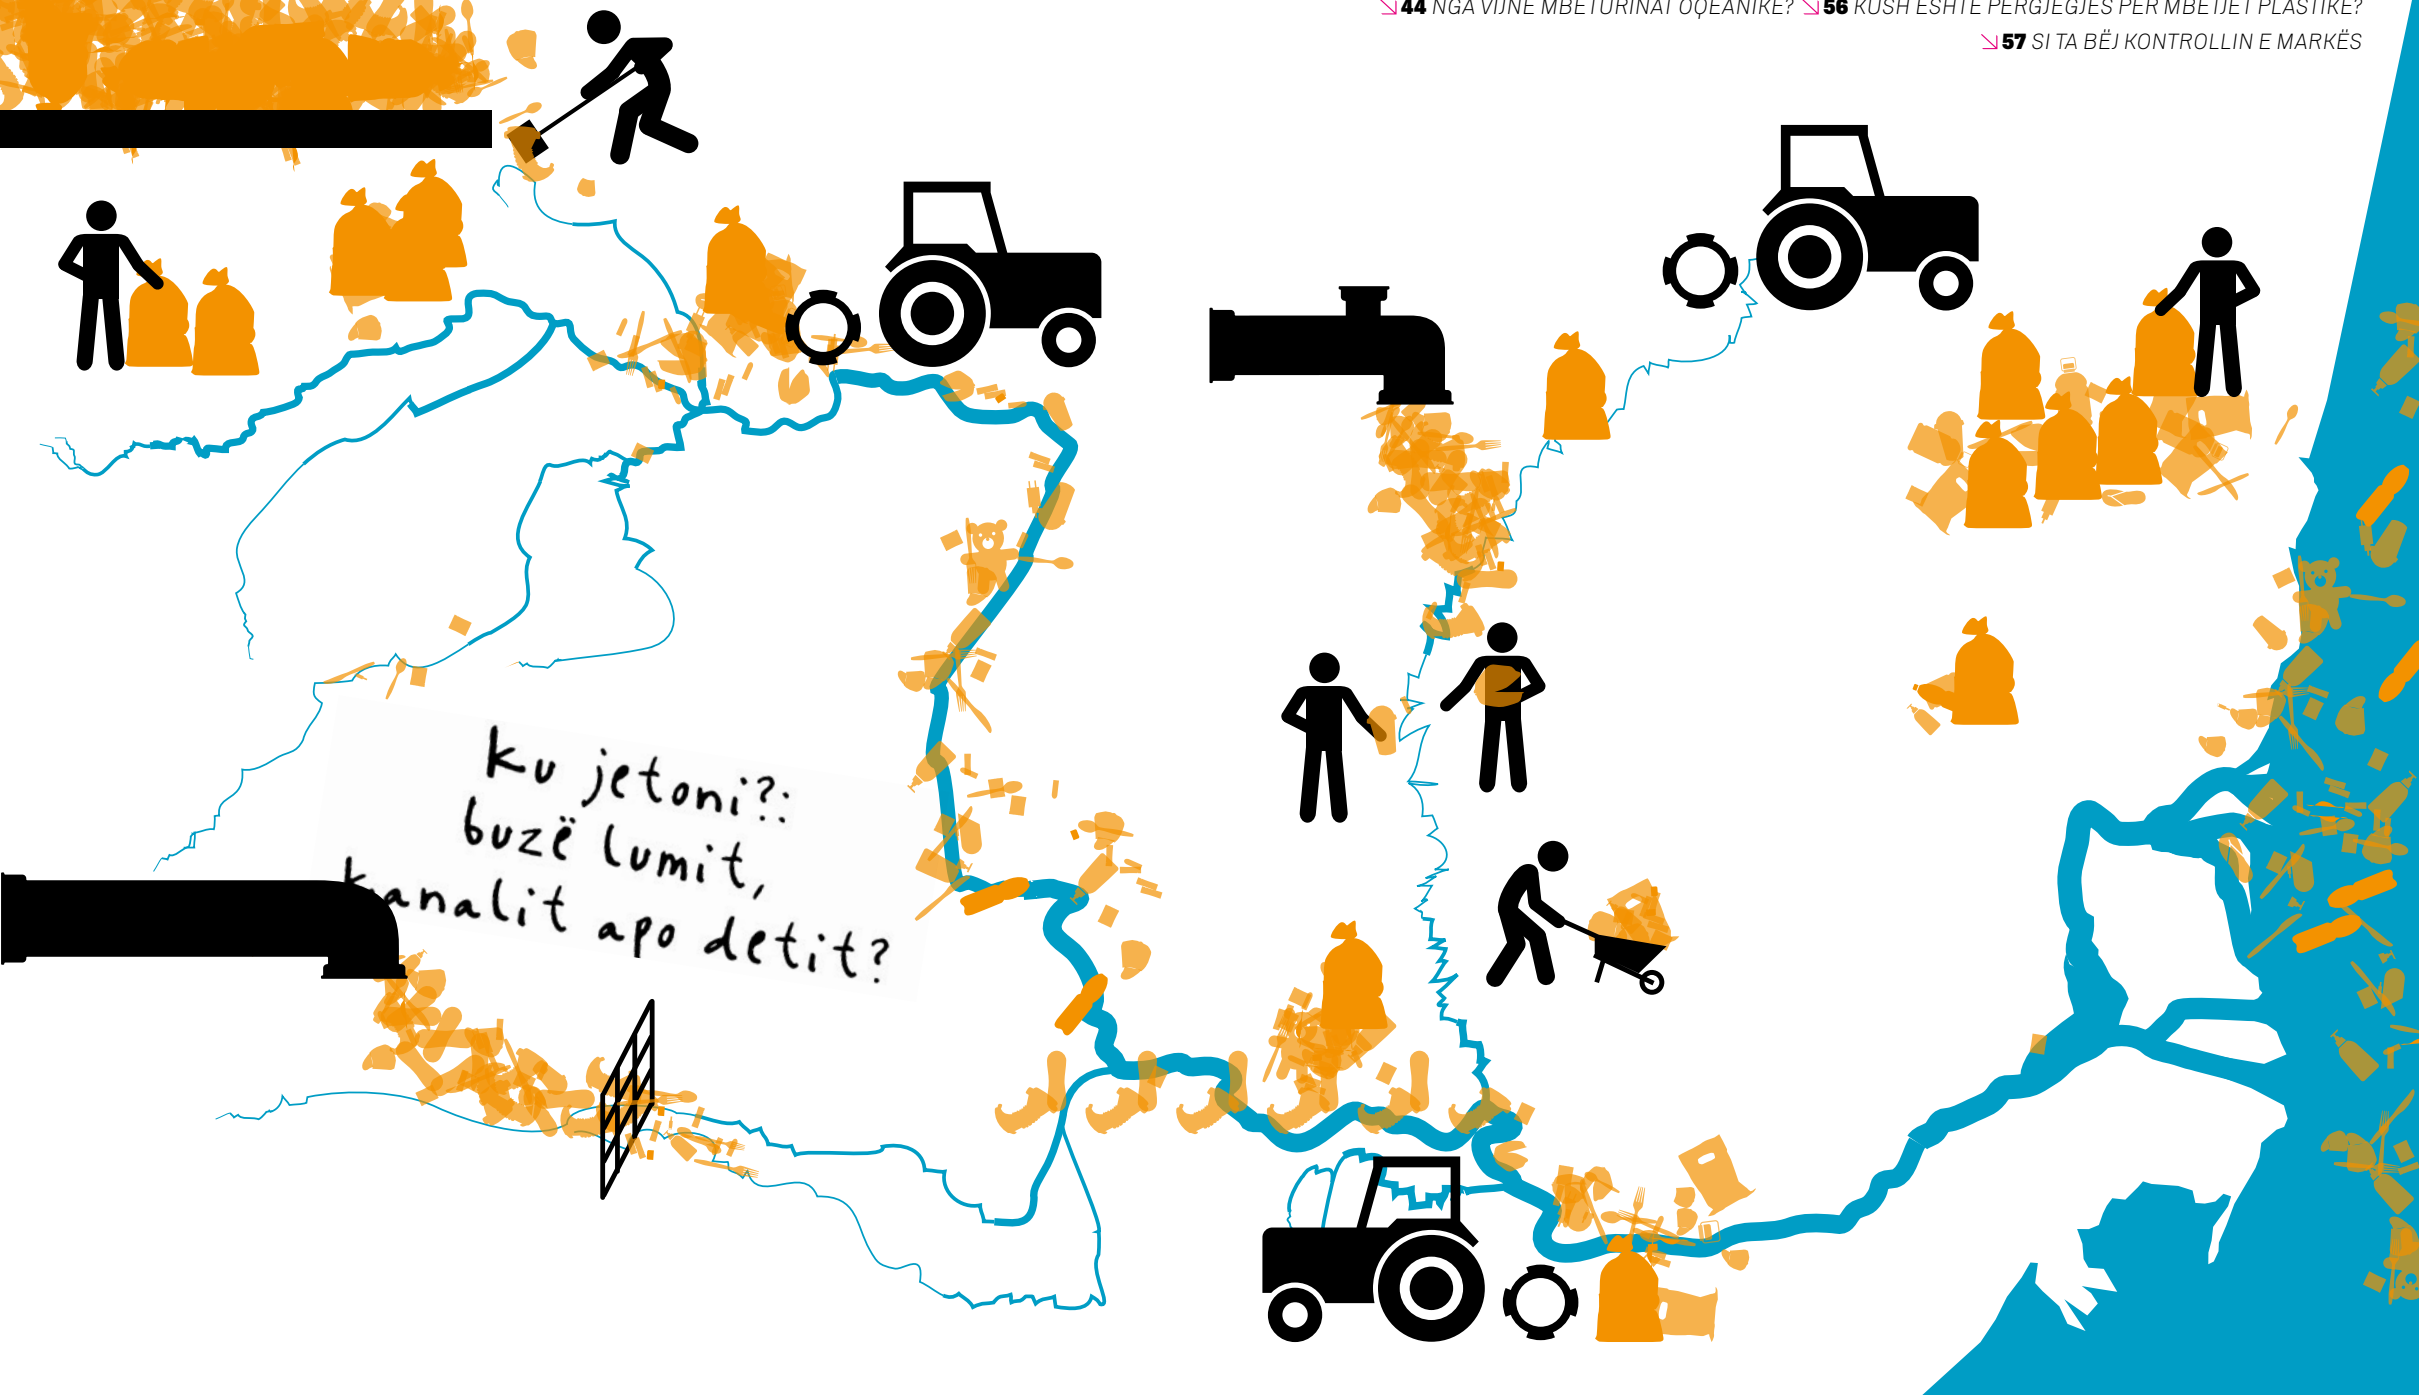 ↘44 NGA VIJNË MBETURINAT OQEANIKE? ↘56 KUSH ËSHTË PËRGJEGJËS PËR MBETJET PLASTIKE?
↘57 SI TA BËJ KONTROLLIN E MARKËS
Ku jetoni?:
buzë lumit,
kanalit apo detit?